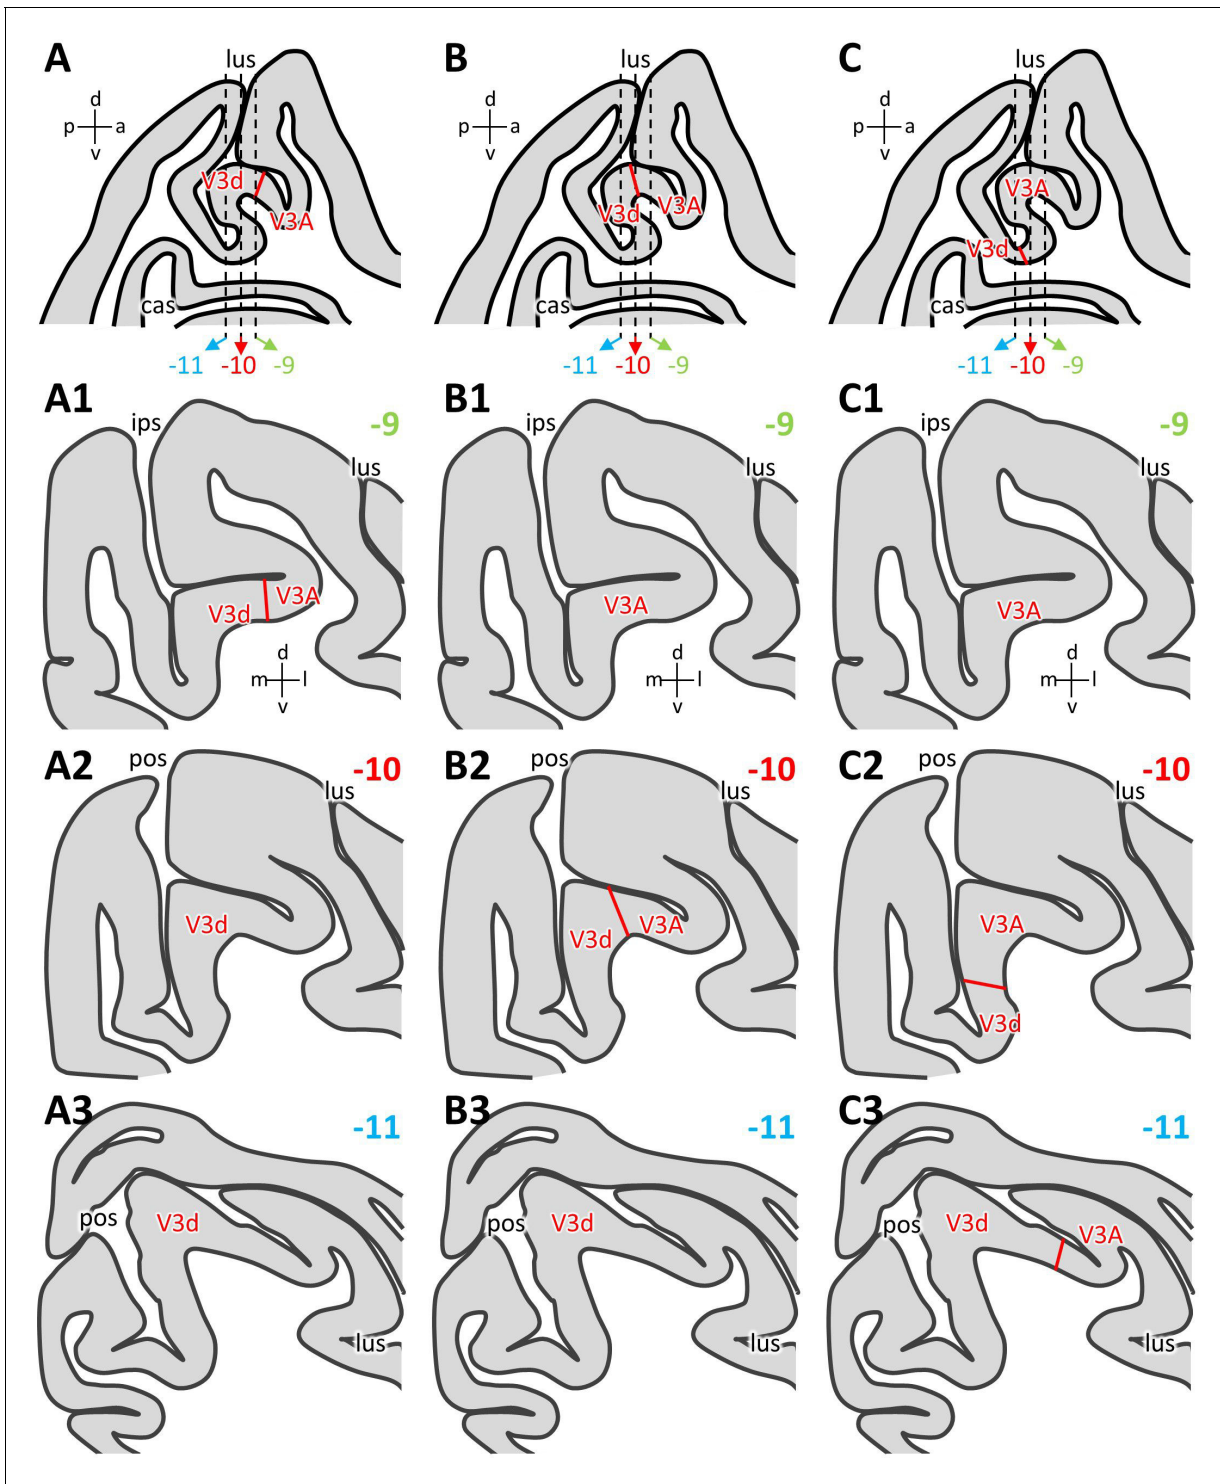 A B C
lus lus lus
d d d
p a p a p a
v v v
V3d V3A V3d V3A V3A V3d
cas cas cas
-11 -10 -9 -11 -10 -9 -11 -10 -9
A1 ips -9 B1 ips -9 C1 ips -9
lus lus lus
V3d V3A V3A V3A
d d d
m l m l m l
v v v
A2 pos -10 B2 pos -10 C2 pos -10
lus lus lus
V3d V3d V3A V3A V3d
A3 -11 B3 -11 C3 -11
pos V3d pos V3d pos V3d V3A
lus lus lus